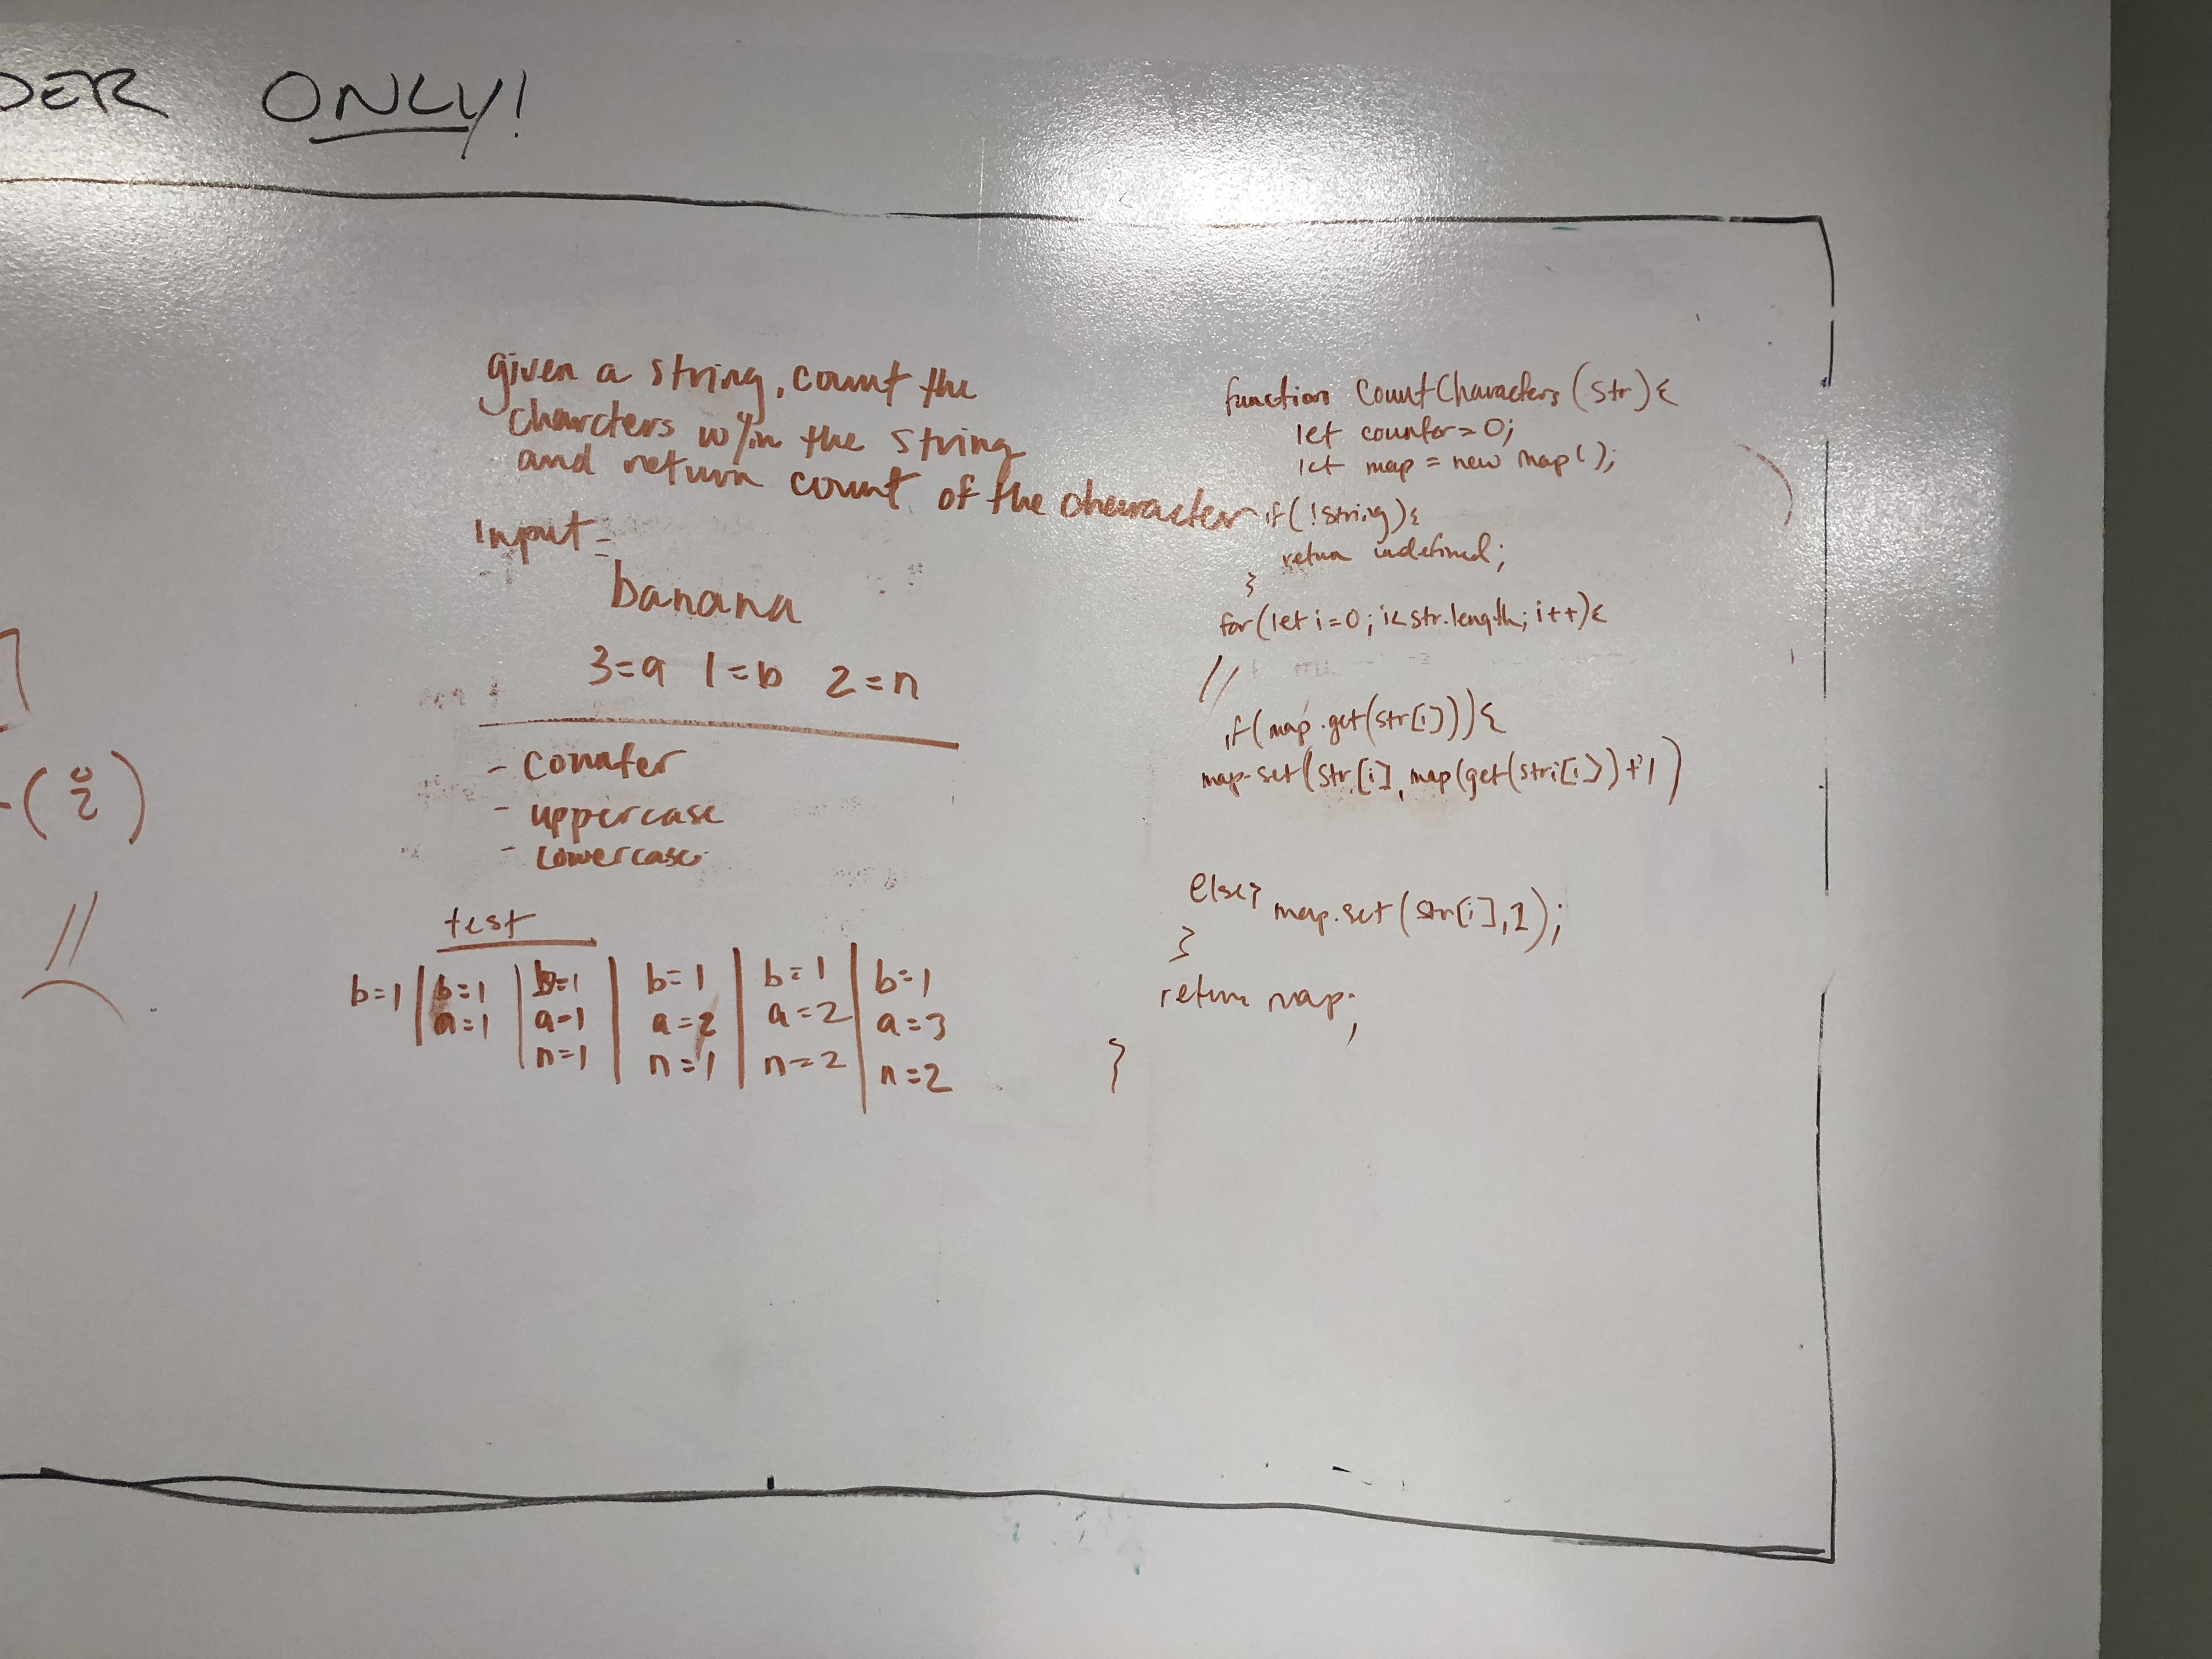 DER ONLY!
given a string, count the
charcters w/in the string
and return count of the character
Input =
banana
3=a 1=b 2=n
- counter
- uppercase
- lowercase
test
b=1 | b=1 | b=1 | b=1 | b=1 | b=1
a=1 | a=1 | a=2 | a=2 | a=3
n=1 | n=1 | n=2 | n=2
function CountCharacters (str){
let counter = 0;
let map = new map();
if(!string){
return undefined;
}
for(let i=0; i<str.length; i++){
//
if(map.get(str[i])){
map.set(str[i], map(get(stri[i])+1)
else} map.set(str[i],1);
}
return map;
}
(0
2)
//